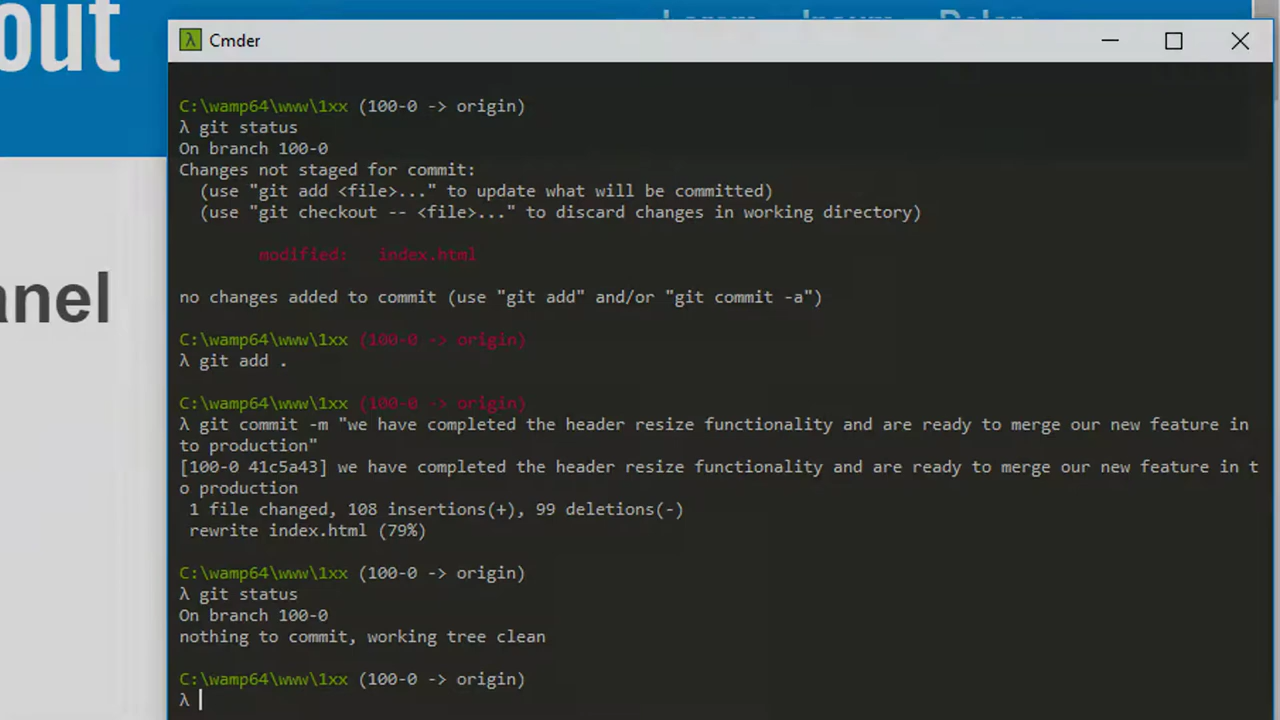 out
Cmder
C:\wamp64\www\1xx (100-0 -> origin)
λ git status
On branch 100-0
Changes not staged for commit:
(use "git add <file>..." to update what will be committed)
(use "git checkout -- <file>..." to discard changes in working directory)
modified: index.html
no changes added to commit (use "git add" and/or "git commit -a")
anel
C:\wamp64\www\1xx (100-0 -> origin)
λ git add .
C:\wamp64\www\1xx (100-0 -> origin)
λ git commit -m "we have completed the header resize functionality and are ready to merge our new feature in
to production"
[100-0 41c5a43] we have completed the header resize functionality and are ready to merge our new feature in t
o production
1 file changed, 108 insertions(+), 99 deletions(-)
rewrite index.html (79%)
C:\wamp64\www\1xx (100-0 -> origin)
λ git status
On branch 100-0
nothing to commit, working tree clean
C:\wamp64\www\1xx (100-0 -> origin)
λ